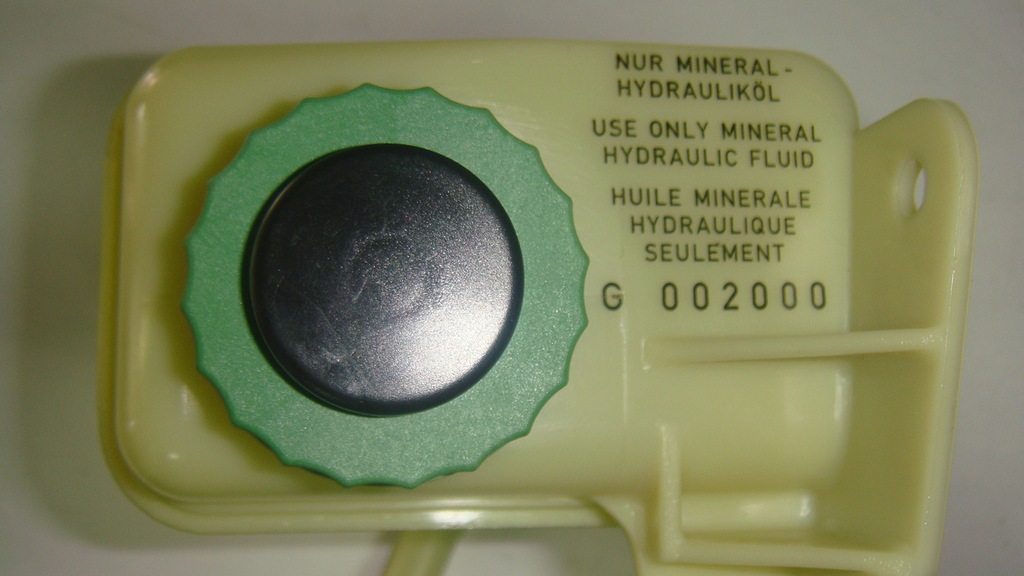 NUR MINERAL-
HYDRAULIKÖL
USE ONLY MINERAL
HYDRAULIC FLUID
HUILE MINERALE
HYDRAULIQUE
SEULEMENT
G 002000